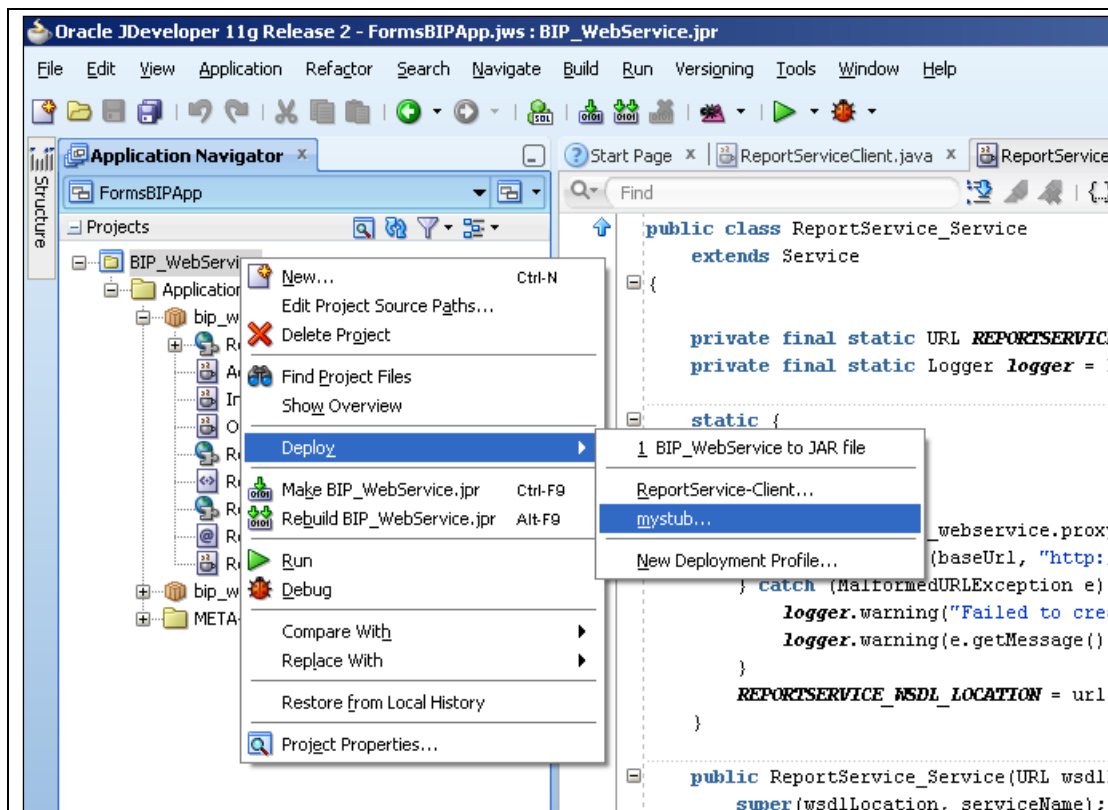 Oracle JDeveloper 11g Release 2 - FormsBIPApp.jws : BIP_WebService.jpr
File Edit View Application Refactor Search Navigate Build Run Versioning Tools Window Help
Structure
Application Navigator x
FormsBIPApp
Projects
BIP_WebServi
Application
bip_w
R
A
In
O
R
R
R
R
R
bip_w
META-
New... Ctrl-N
Edit Project Source Paths...
Delete Project
Find Project Files
Show Overview
Deploy
Make BIP_WebService.jpr Ctrl-F9
Rebuild BIP_WebService.jpr Alt-F9
Run
Debug
Compare With
Replace With
Restore from Local History
Project Properties...
1 BIP_WebService to JAR file
ReportService-Client...
mystub...
New Deployment Profile...
Start Page x ReportServiceClient.java x ReportService
Find
public class ReportService_Service
extends Service
{
private final static URL REPORTSERVICE
private final static Logger logger =
static {
_webservice.proxy
(baseUrl, "http:
} catch (MalformedURLException e)
logger.warning("Failed to cre
logger.warning(e.getMessage()
}
REPORTSERVICE_WSDL_LOCATION = url
}
public ReportService_Service(URL wsdl
super(wsdlLocation, serviceName);